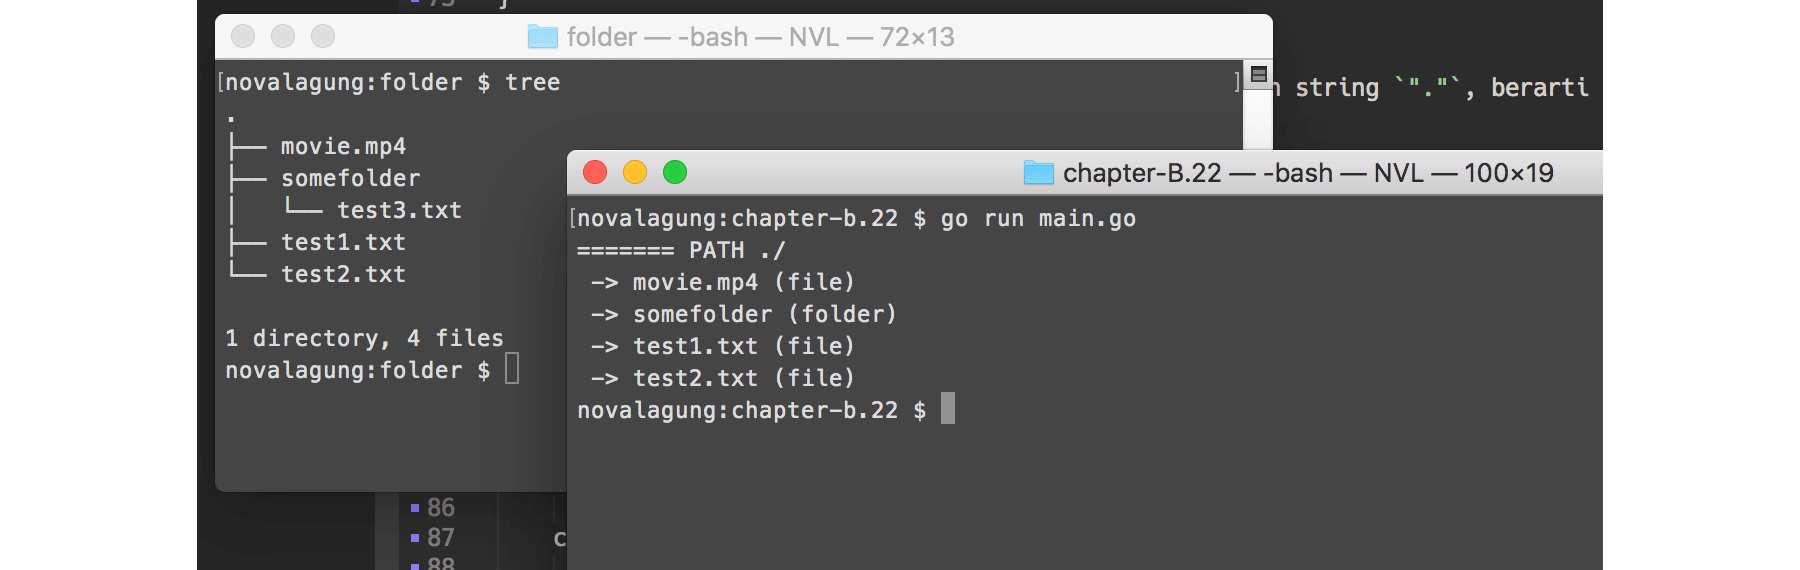 73 }
folder — -bash — NVL — 72×13
[novalagung:folder $ tree ]
.
├── movie.mp4
├── somefolder
│   └── test3.txt
├── test1.txt
└── test2.txt
1 directory, 4 files
novalagung:folder $
string `"."`, berarti
chapter-B.22 — -bash — NVL — 100×19
[novalagung:chapter-b.22 $ go run main.go
======= PATH ./
-> movie.mp4 (file)
-> somefolder (folder)
-> test1.txt (file)
-> test2.txt (file)
novalagung:chapter-b.22 $
86
87 c
88